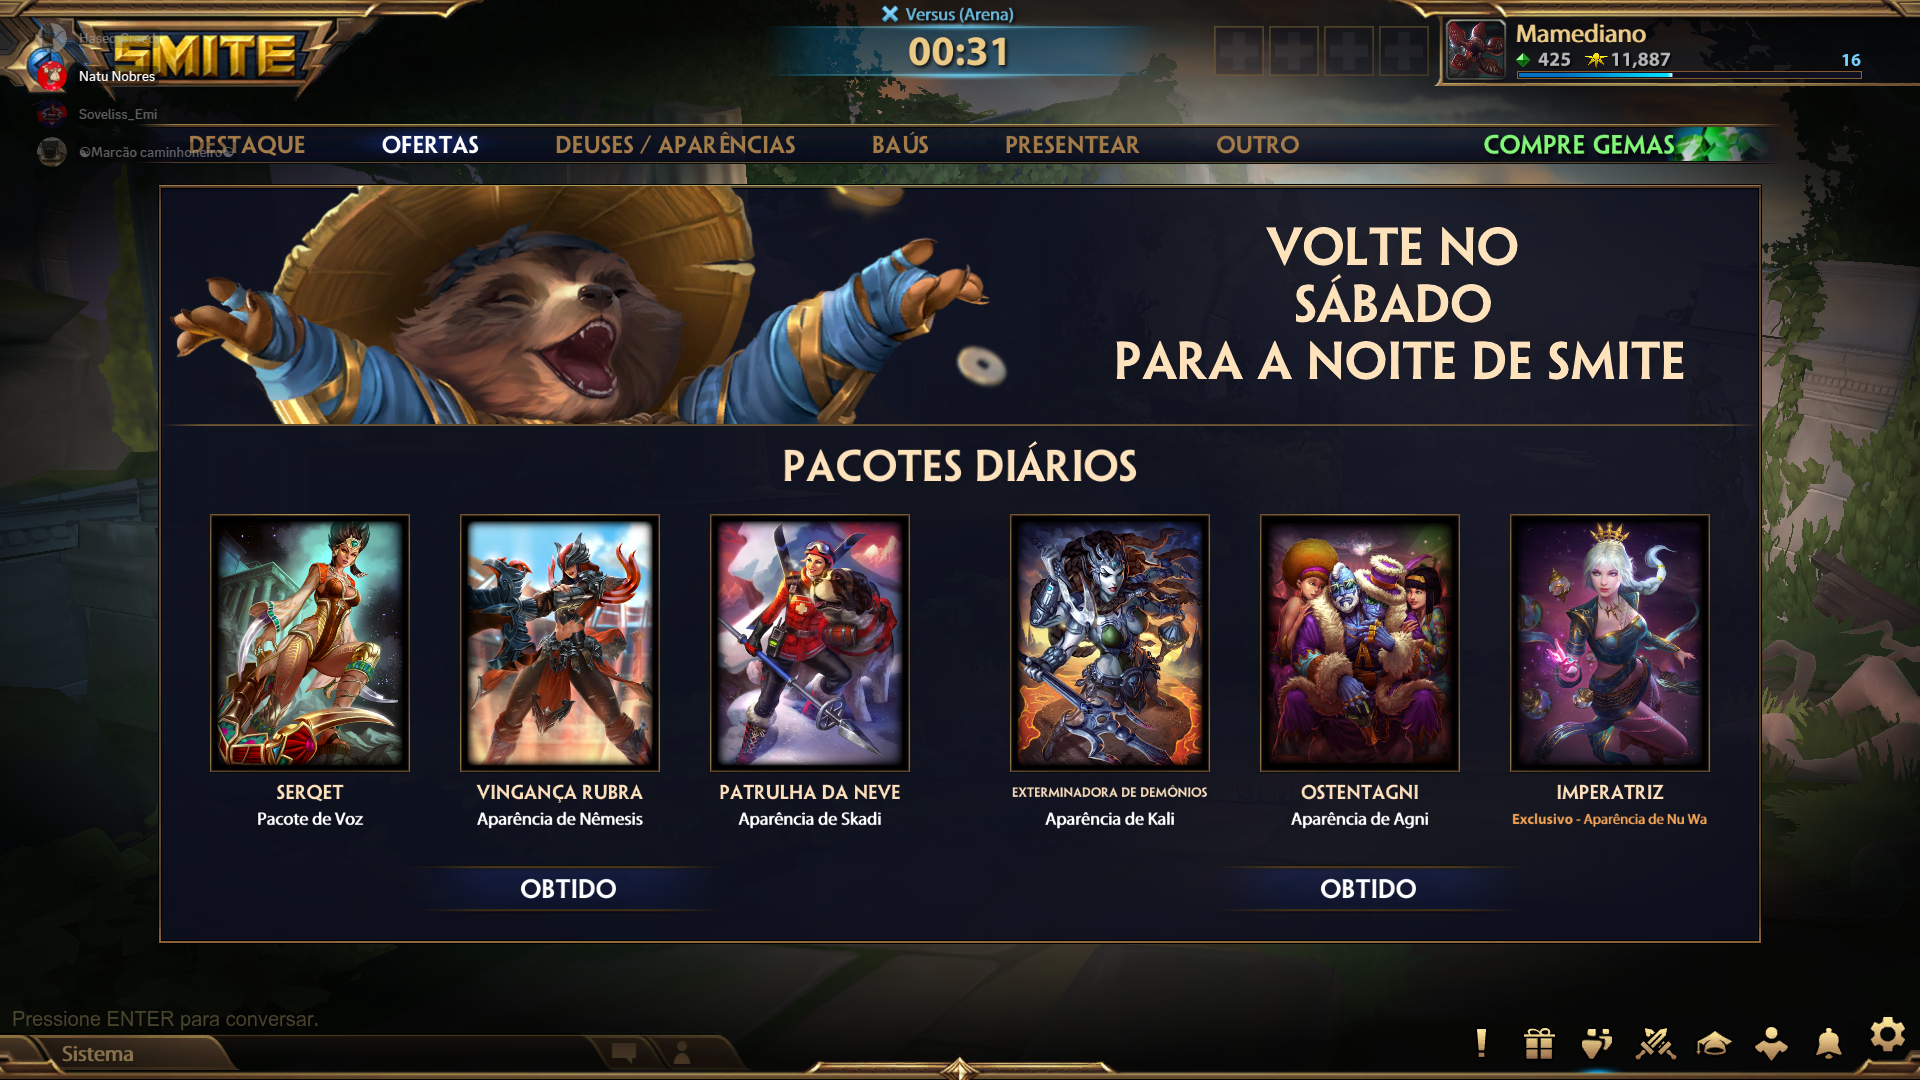 Versus (Arena)
00:31
SMITE
Mamediano
425
11,887
16
Natu Nobres
Soveliss_Emi
Marcão caminhoneiro
DESTAQUE
OFERTAS
DEUSES / APARÊNCIAS
BAÚS
PRESENTEAR
OUTRO
COMPRE GEMAS
VOLTE NO
SÁBADO
PARA A NOITE DE SMITE
PACOTES DIÁRIOS
SERQET
Pacote de Voz
VINGANÇA RUBRA
Aparência de Nêmesis
PATRULHA DA NEVE
Aparência de Skadi
EXTERMINADORA DE DEMÔNIOS
Aparência de Kali
OSTENTAGNI
Aparência de Agni
IMPERATRIZ
Exclusivo - Aparência de Nu Wa
OBTIDO
OBTIDO
Pressione ENTER para conversar.
Sistema